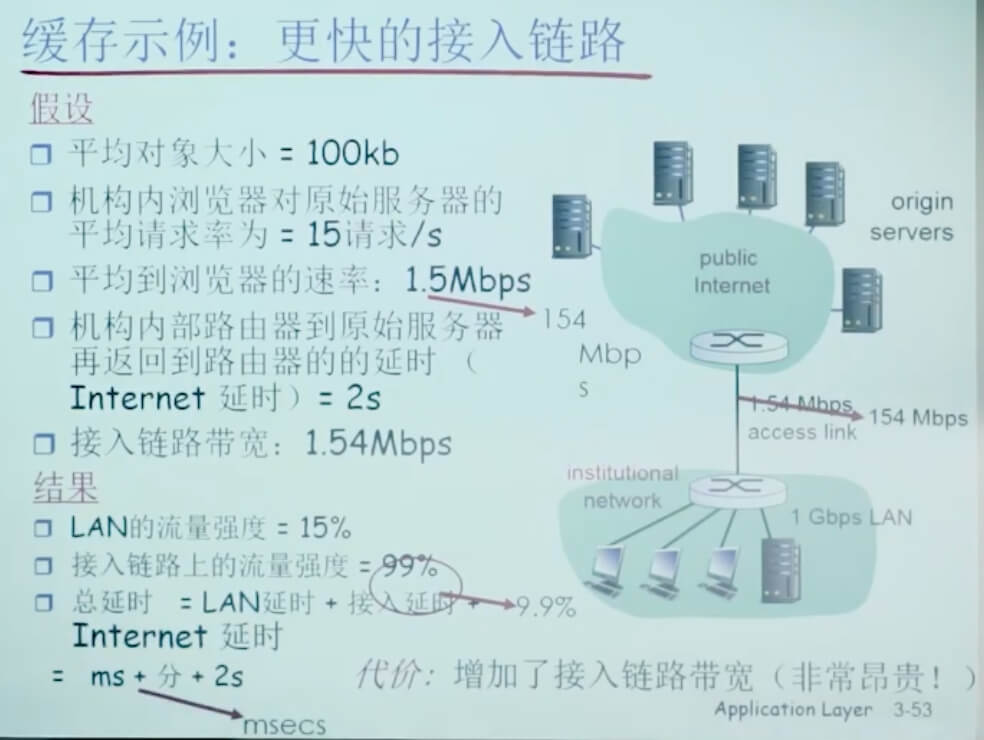 缓存示例：更快的接入链路
假设
平均对象大小 = 100kb
机构内浏览器对原始服务器的
平均请求率为 = 15请求/s
平均到浏览器的速率：1.5Mbps
机构内部路由器到原始服务器
再返回到路由器的的延时 （
Internet 延时）= 2s
接入链路带宽：1.54Mbps
154
Mbp
s
结果
LAN的流量强度 = 15%
接入链路上的流量强度 = 99%
总延时 = LAN延时 + 接入延时 +
9.9%
Internet 延时
= ms + 分 + 2s
msecs
origin
servers
public
Internet
1.54 Mbps
154 Mbps
access link
institutional
network
1 Gbps LAN
代价：增加了接入链路带宽（非常昂贵！）
Application Layer 3-53